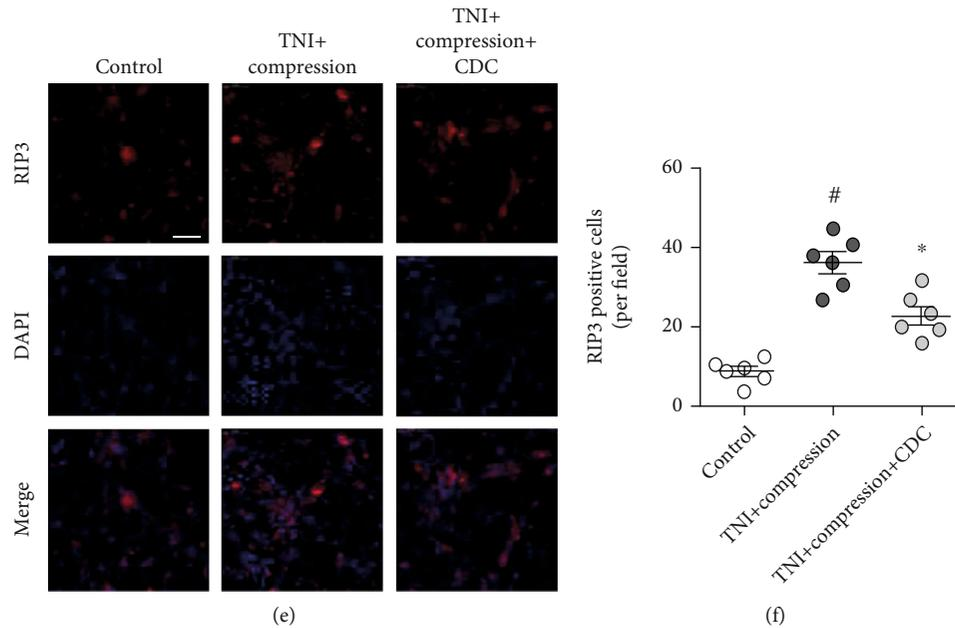 Control
TNI+
compression
TNI+
compression+
CDC
RIP3
DAPI
Merge
(e)
RIP3 positive cells
(per field)
60
40
20
0
#
*
Control
TNI+compression
TNI+compression+CDC
(f)